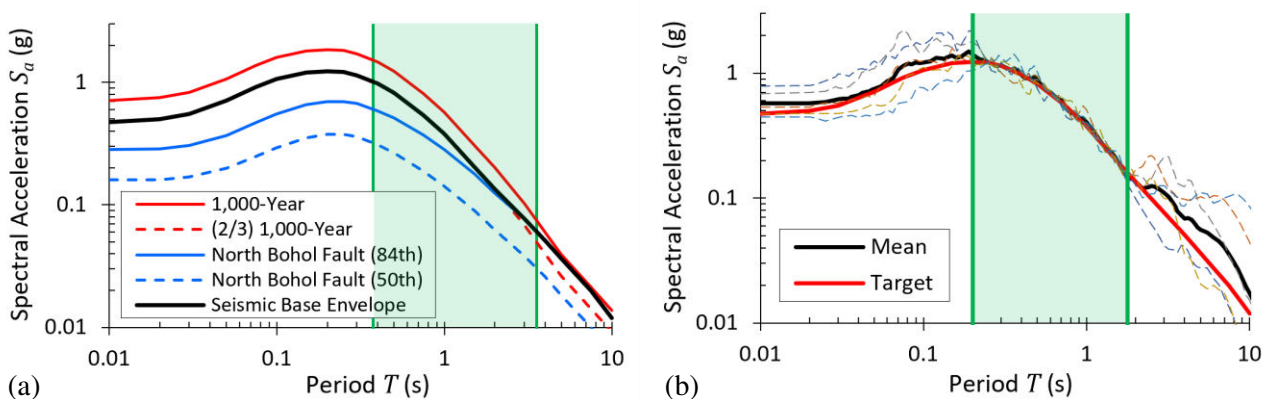 Spectral Acceleration Sₐ (g)
1
0.1
0.01
1,000-Year
(2/3) 1,000-Year
North Bohol Fault (84th)
North Bohol Fault (50th)
Seismic Base Envelope
0.01
0.1
1
10
Period T (s)
(a)
Spectral Acceleration Sₐ (g)
1
0.1
0.01
Mean
Target
0.01
0.1
1
10
Period T (s)
(b)